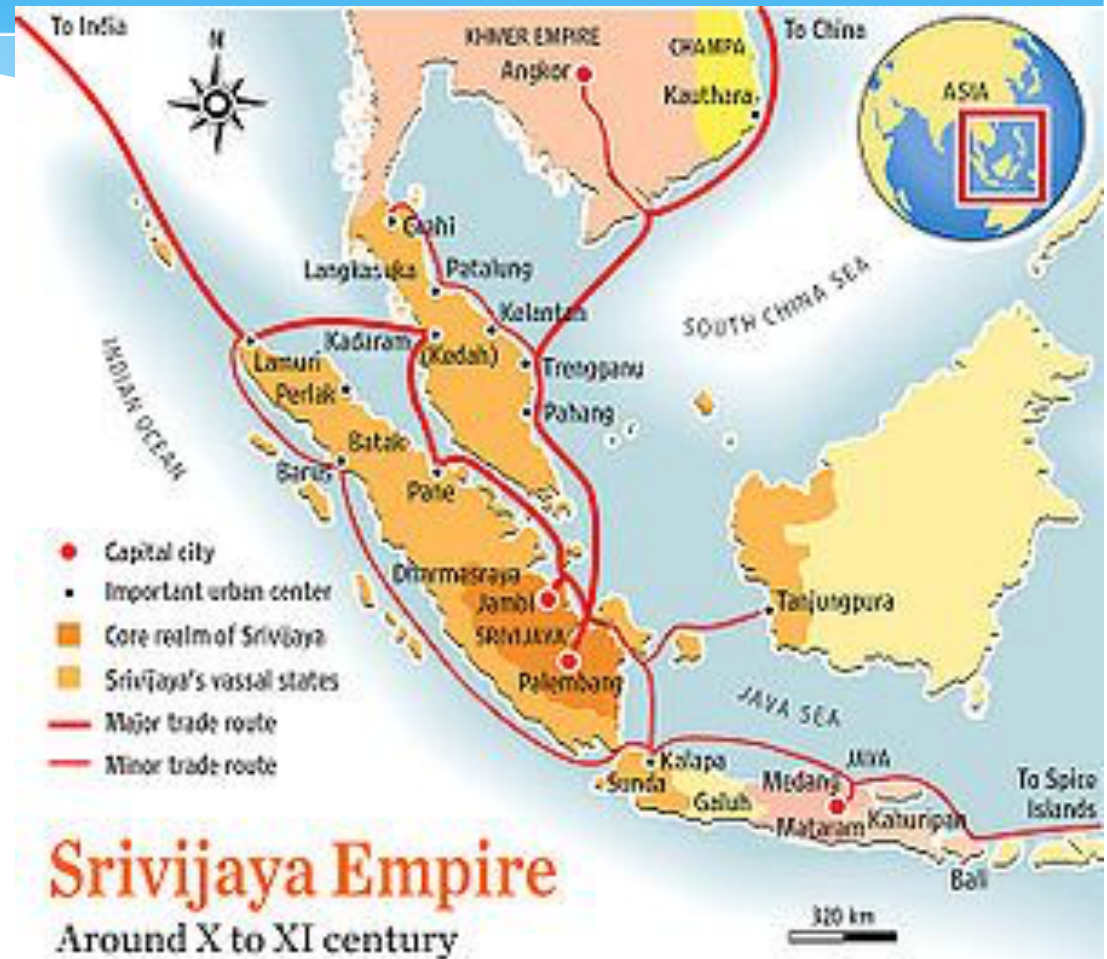 To India
N
KHMER EMPIRE
Angkor
CHAMPA
Kauthara
To China
ASIA
Grahi
Langkasuka
Patalung
Kelantan
Kadaram
(Kedah)
Trengganu
Pahang
SOUTH CHINA SEA
INDIAN OCEAN
Lamuri
Perlak
Batak
Barus
Pane
Dharmasraya
Jambi
SRIVIJAYA
Palembang
Tanjungpura
JAVA SEA
Kalapa
Sunda
Galuh
JAVA
Medang
Mataram
Kahuripan
Bali
To Spice
Islands
Capital city
Important urban center
Core realm of Srivijaya
Srivijaya's vassal states
Major trade route
Minor trade route
Srivijaya Empire
Around X to XI century
320 km